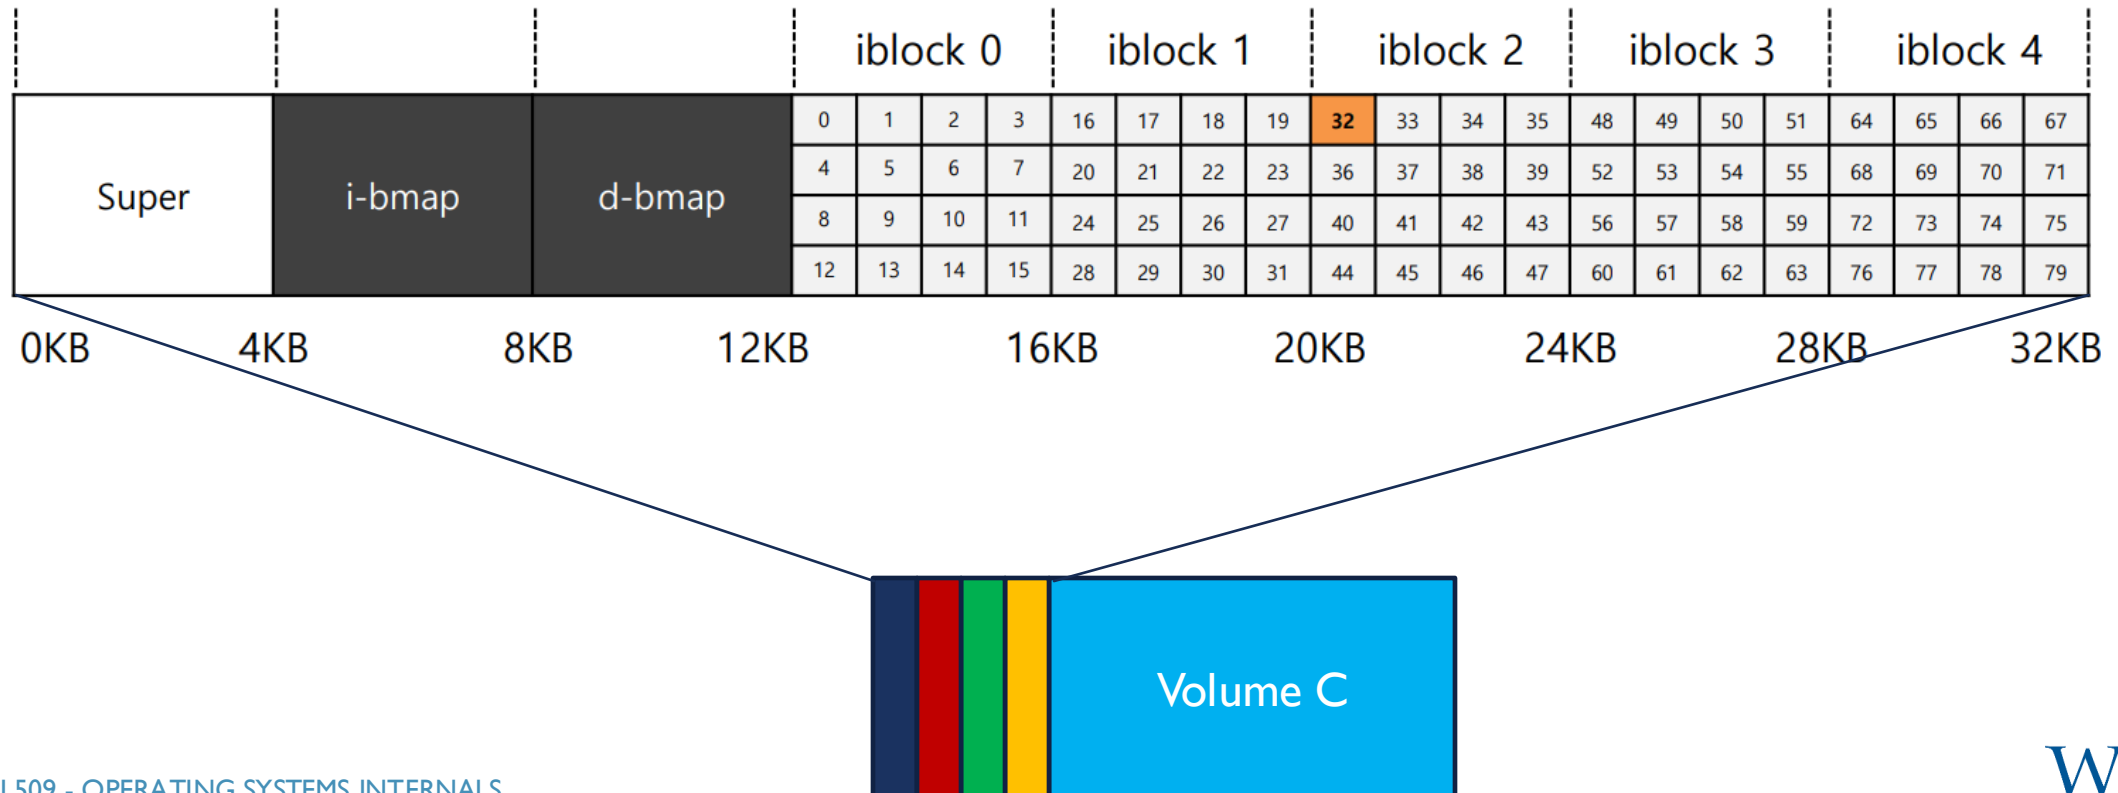 iblock 0 iblock 1 iblock 2 iblock 3 iblock 4
Super i-bmap d-bmap
0 1 2 3 16 17 18 19 32 33 34 35 48 49 50 51 64 65 66 67
4 5 6 7 20 21 22 23 36 37 38 39 52 53 54 55 68 69 70 71
8 9 10 11 24 25 26 27 40 41 42 43 56 57 58 59 72 73 74 75
12 13 14 15 28 29 30 31 44 45 46 47 60 61 62 63 76 77 78 79
0KB 4KB 8KB 12KB 16KB 20KB 24KB 28KB 32KB
Volume C
509 - OPERATING SYSTEMS INTERNALS
W